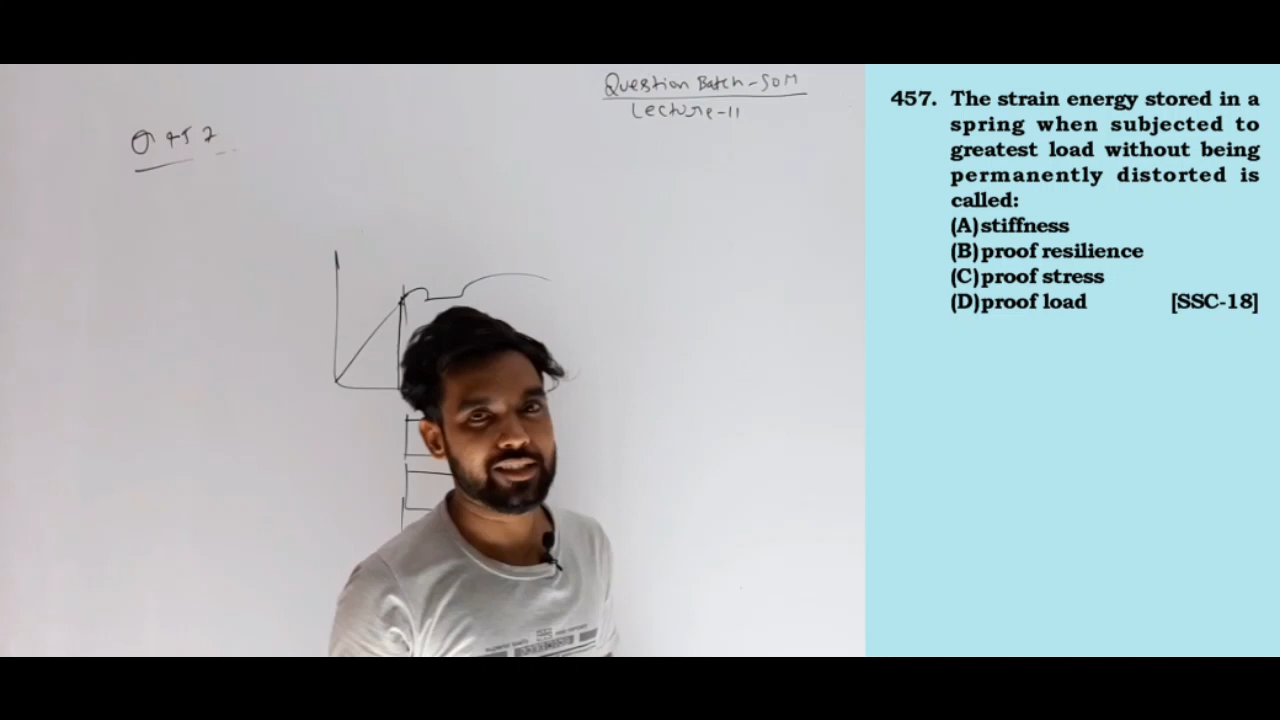 Question Batch-SOM
Lecture-11
Q 457
457. The strain energy stored in a
spring when subjected to
greatest load without being
permanently distorted is
called:
(A)stiffness
(B)proof resilience
(C)proof stress
(D)proof load [SSC-18]